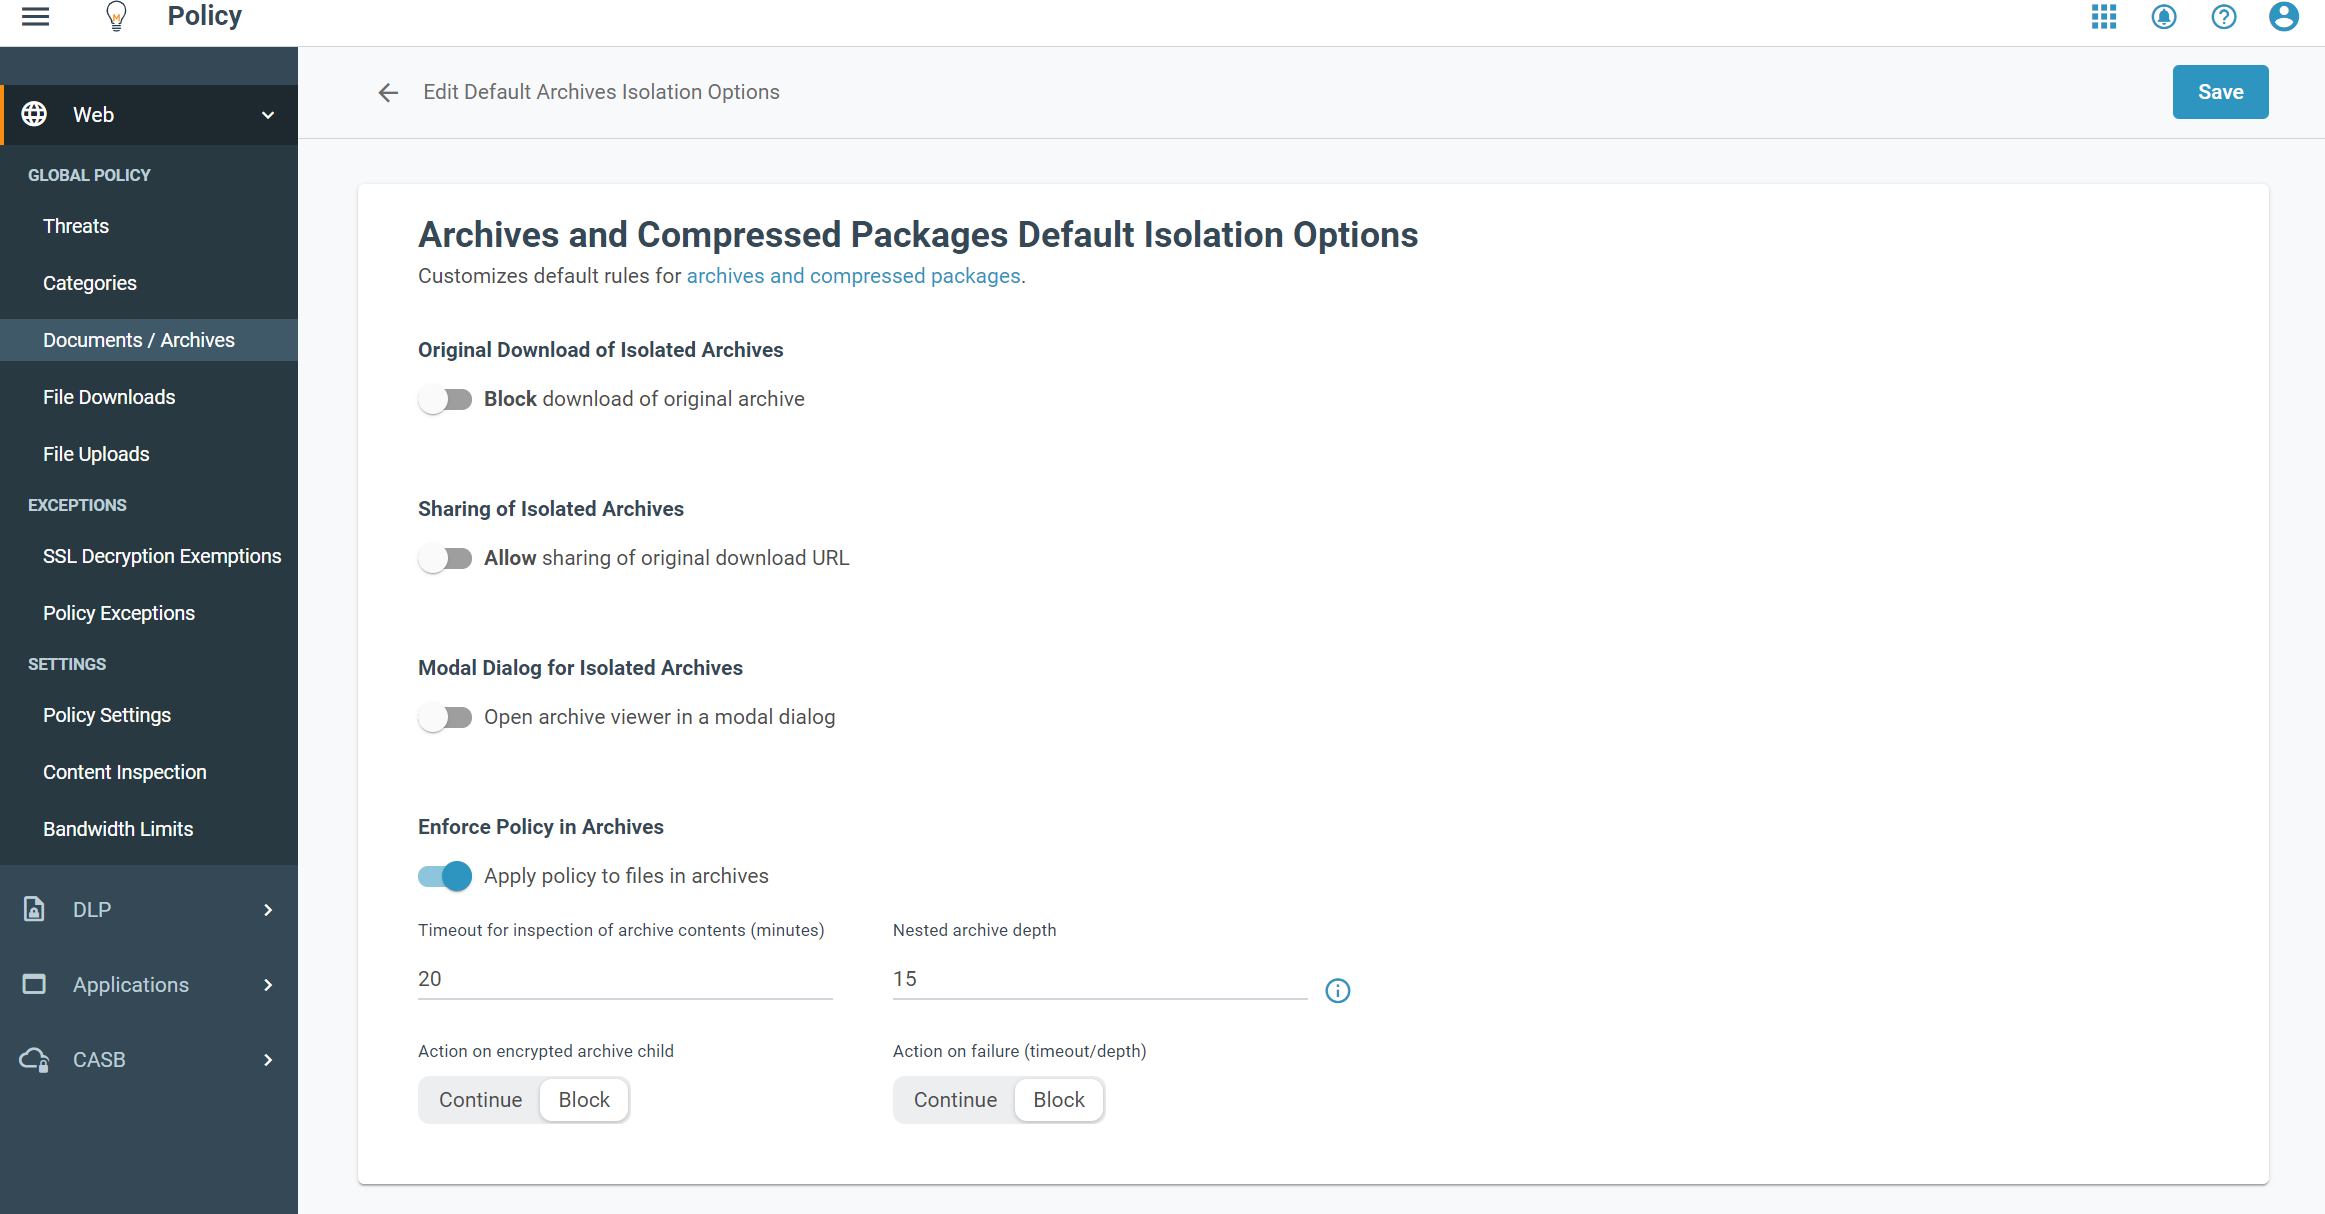 Policy
Web
GLOBAL POLICY
Threats
Categories
Documents / Archives
File Downloads
File Uploads
EXCEPTIONS
SSL Decryption Exemptions
Policy Exceptions
SETTINGS
Policy Settings
Content Inspection
Bandwidth Limits
DLP
Applications
CASB
Edit Default Archives Isolation Options
Save
Archives and Compressed Packages Default Isolation Options
Customizes default rules for archives and compressed packages.
Original Download of Isolated Archives
Block download of original archive
Sharing of Isolated Archives
Allow sharing of original download URL
Modal Dialog for Isolated Archives
Open archive viewer in a modal dialog
Enforce Policy in Archives
Apply policy to files in archives
Timeout for inspection of archive contents (minutes)
20
Nested archive depth
15
Action on encrypted archive child
Continue Block
Action on failure (timeout/depth)
Continue Block